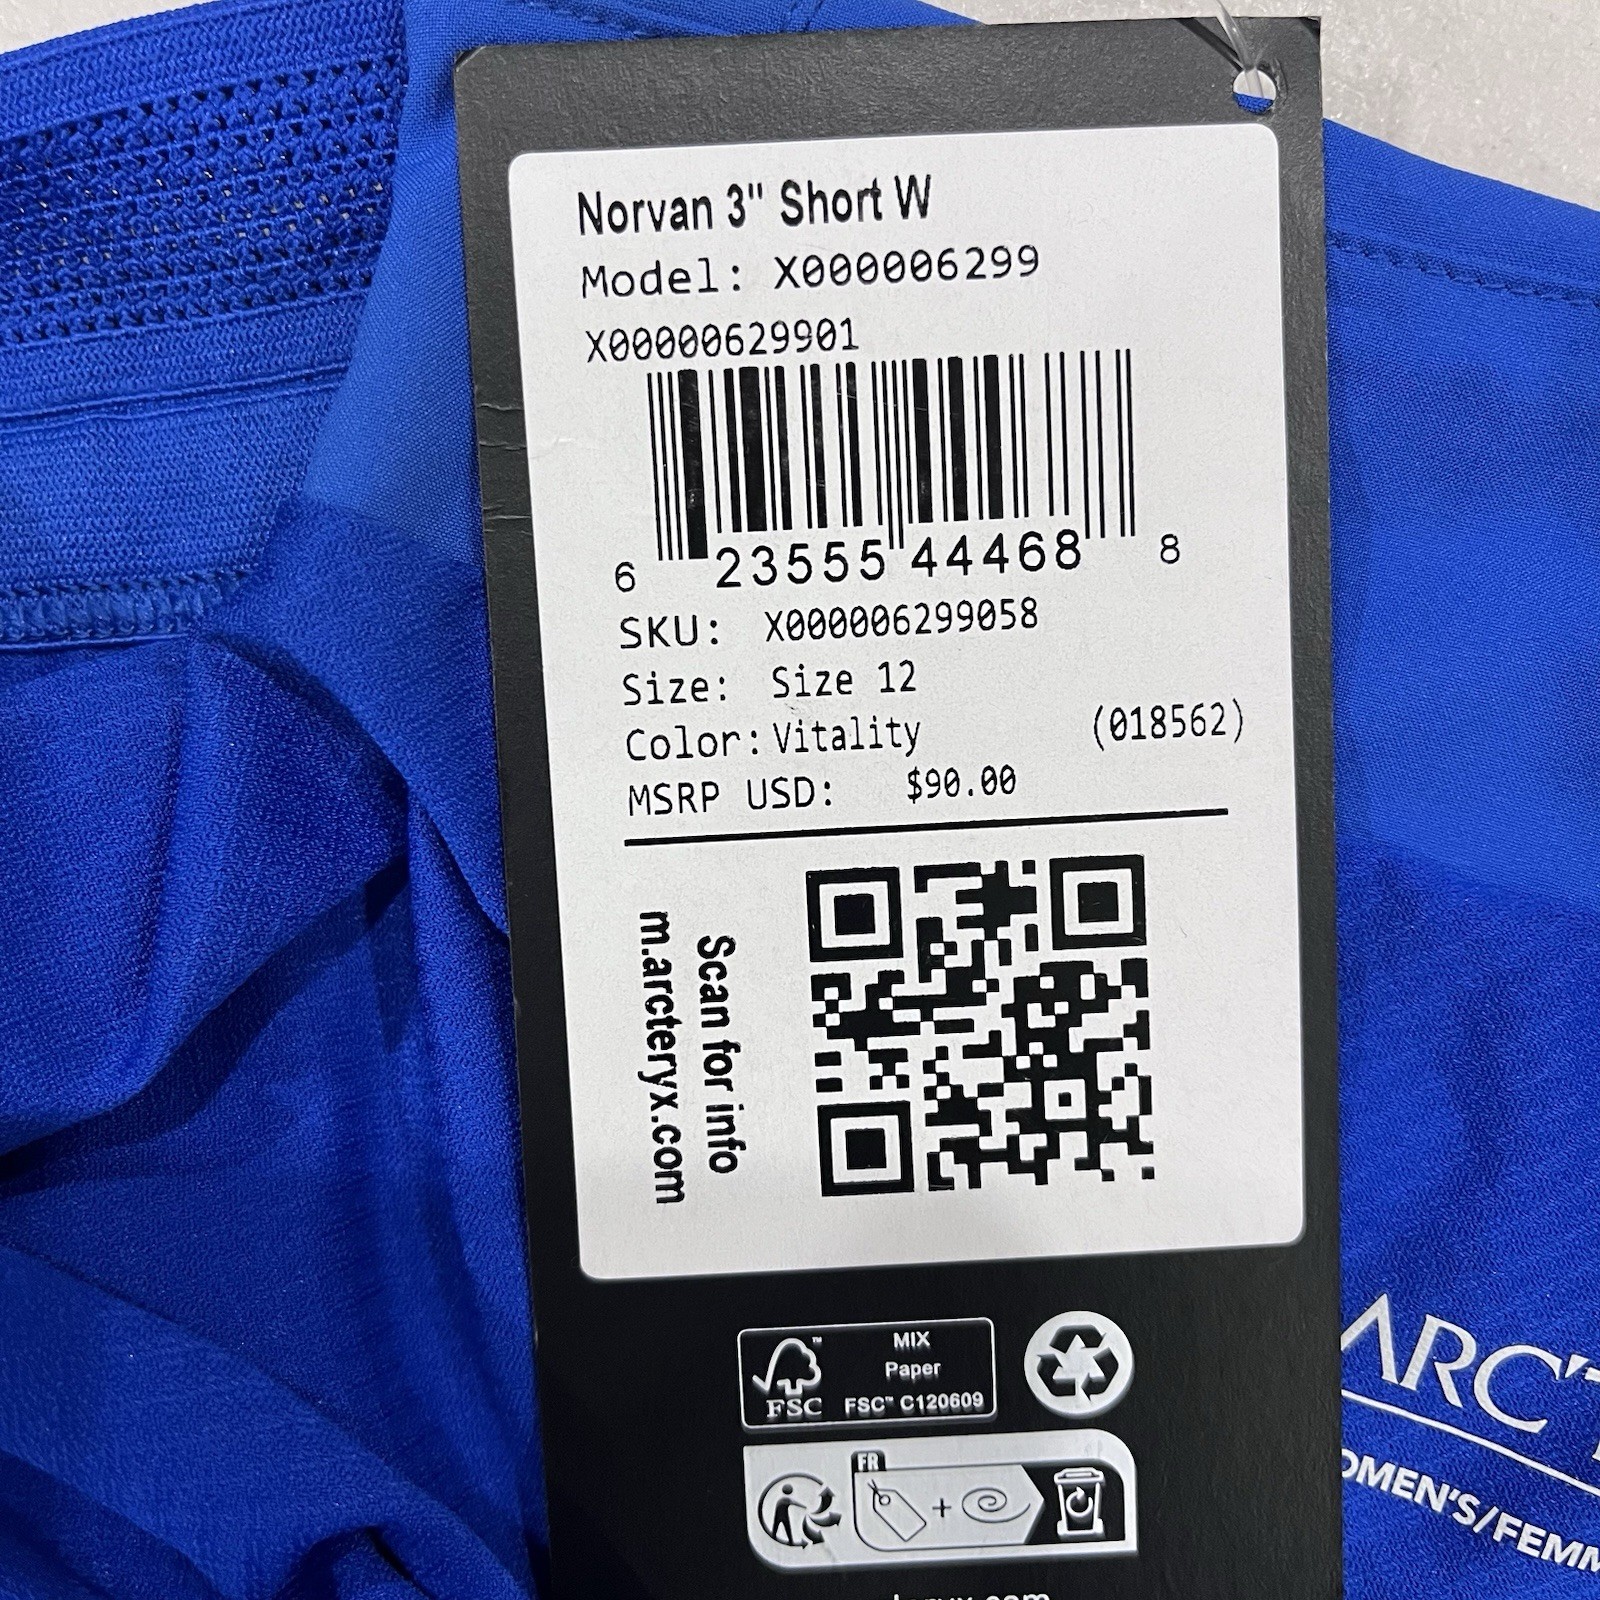 Norvan 3" Short W
Model: X000006299
X00000629901
6 23555 44468 8
SKU: X000006299058
Size: Size 12
Color: Vitality (018562)
MSRP USD: $90.00
Scan for info
m.arcteryx.com
FSC™
MIX
Paper
FSC™ C120609
FR
+
ARC'T
OMEN'S/FEMM